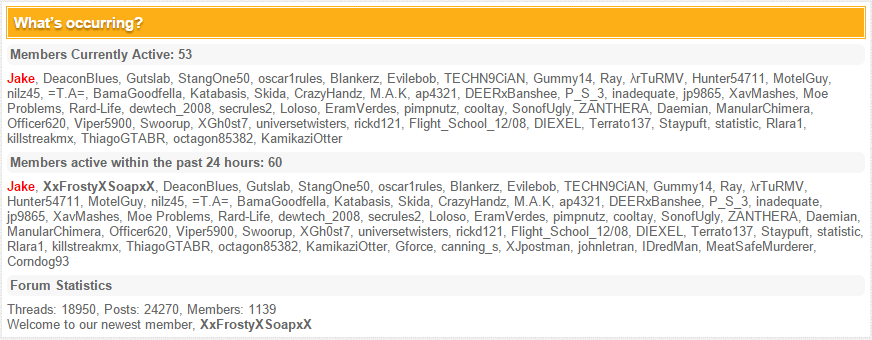 What's occurring?
Members Currently Active: 53
Jake, DeaconBlues, Gutslab, StangOne50, oscar1rules, Blankerz, Evilebob, TECHN9CiAN, Gummy14, Ray, λrTuRMV, Hunter54711, MotelGuy,
nilz45, =T.A=, BamaGoodfella, Katabasis, Skida, CrazyHandz, M.A.K, ap4321, DEERxBanshee, P_S_3, inadequate, jp9865, XavMashes, Moe
Problems, Rard-Life, dewtech_2008, secrules2, Loloso, EramVerdes, pimpnutz, cooltay, SonofUgly, ZANTHERA, Daemian, ManularChimera,
Officer620, Viper5900, Swoorup, XGh0st7, universetwisters, rickd121, Flight_School_12/08, DIEXEL, Terrato137, Staypuft, statistic, Rlara1,
killstreakmx, ThiagoGTABR, octagon85382, KamikaziOtter
Members active within the past 24 hours: 60
Jake, XxFrostyXSoapxX, DeaconBlues, Gutslab, StangOne50, oscar1rules, Blankerz, Evilebob, TECHN9CiAN, Gummy14, Ray, λrTuRMV,
Hunter54711, MotelGuy, nilz45, =T.A=, BamaGoodfella, Katabasis, Skida, CrazyHandz, M.A.K, ap4321, DEERxBanshee, P_S_3, inadequate,
jp9865, XavMashes, Moe Problems, Rard-Life, dewtech_2008, secrules2, Loloso, EramVerdes, pimpnutz, cooltay, SonofUgly, ZANTHERA, Daemian,
ManularChimera, Officer620, Viper5900, Swoorup, XGh0st7, universetwisters, rickd121, Flight_School_12/08, DIEXEL, Terrato137, Staypuft, statistic,
Rlara1, killstreakmx, ThiagoGTABR, octagon85382, KamikaziOtter, Gforce, canning_s, XJpostman, johnletran, IDredMan, MeatSafeMurderer,
Corndog93
Forum Statistics
Threads: 18950, Posts: 24270, Members: 1139
Welcome to our newest member, XxFrostyXSoapxX